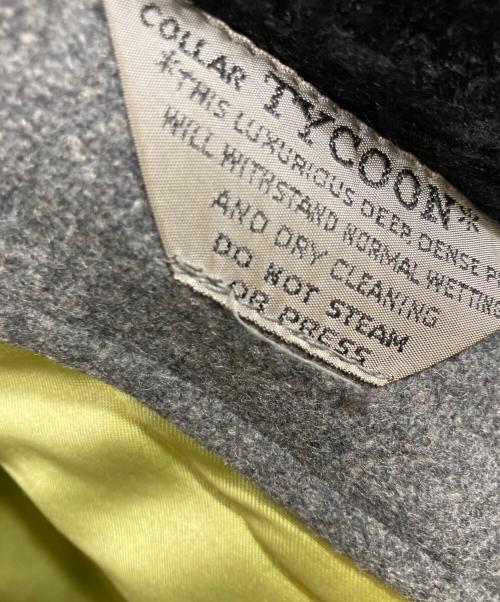 COLLAR TYCOON*
*THIS LUXURIOUS DEEP, DENSE P
WILL WITHSTAND NORMAL WETTING
AND DRY CLEANING
DO NOT STEAM
OR PRESS